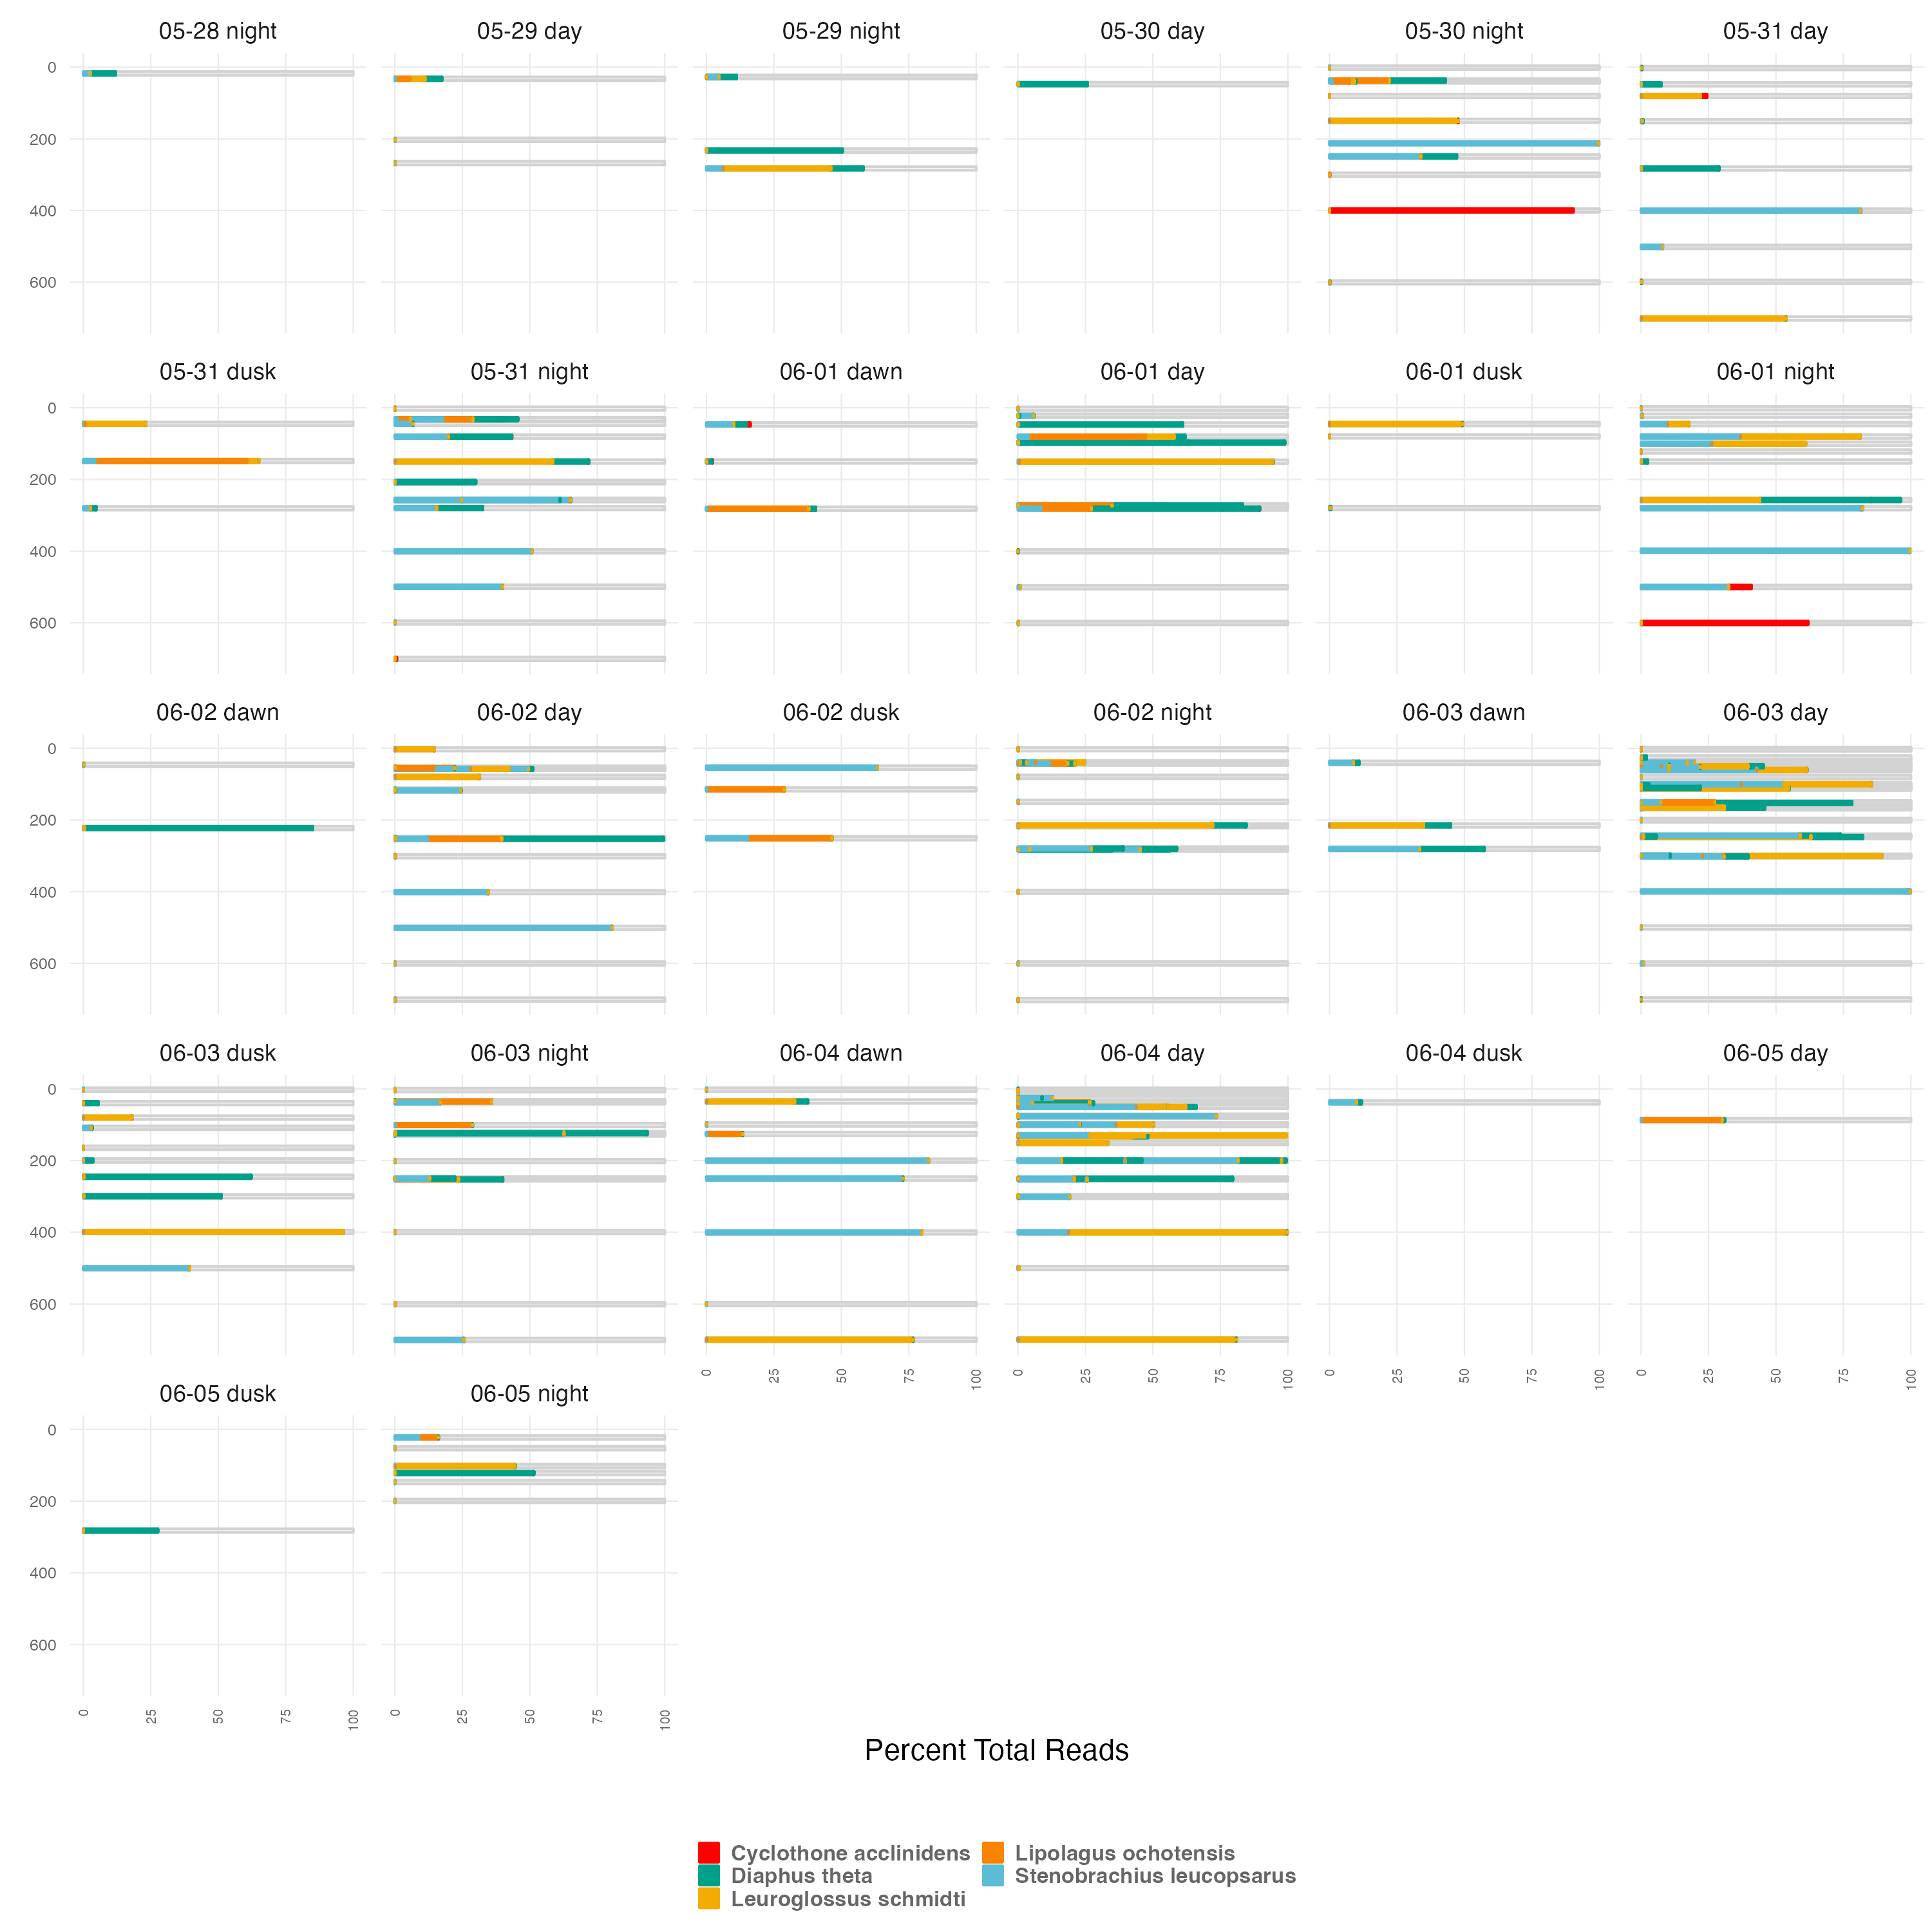 05-28 night 05-29 day 05-29 night 05-30 day 05-30 night 05-31 day
0
200
400
600
05-31 dusk 05-31 night 06-01 dawn 06-01 day 06-01 dusk 06-01 night
0
200
400
600
06-02 dawn 06-02 day 06-02 dusk 06-02 night 06-03 dawn 06-03 day
0
200
400
600
06-03 dusk 06-03 night 06-04 dawn 06-04 day 06-04 dusk 06-05 day
0
200
400
600
0 25 50 75 100 0 25 50 75 100 0 25 50 75 100 0 25 50 75 100
06-05 dusk 06-05 night
0
200
400
600
0 25 50 75 100 0 25 50 75 100
Percent Total Reads
Cyclothone acclinidens Lipolagus ochotensis
Diaphus theta Stenobrachius leucopsarus
Leuroglossus schmidti